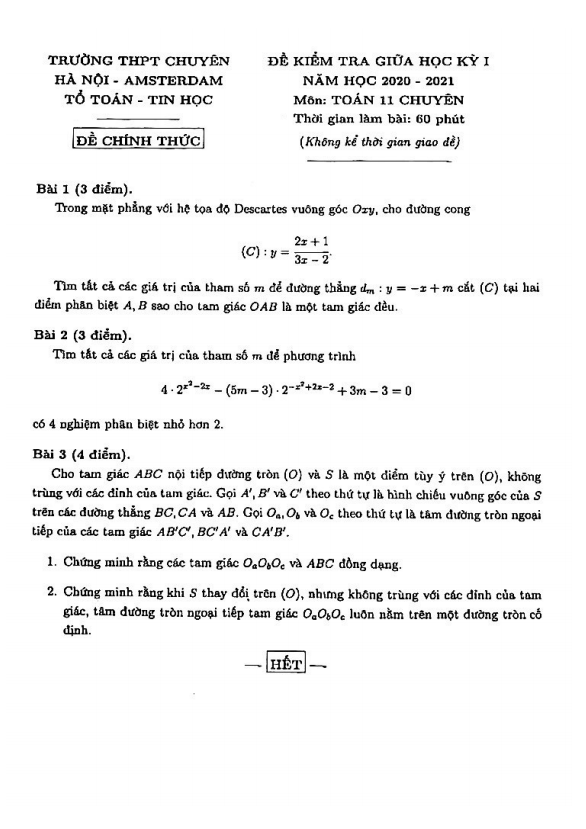 TRƯỜNG THPT CHUYÊN
HÀ NỘI - AMSTERDAM
TỔ TOÁN - TIN HỌC
ĐỀ CHÍNH THỨC
ĐỀ KIỂM TRA GIỮA HỌC KỲ I
NĂM HỌC 2020 - 2021
Môn: TOÁN 11 CHUYÊN
Thời gian làm bài: 60 phút
(Không kể thời gian giao đề)
Bài 1 (3 điểm).
Trong mặt phẳng với hệ tọa độ Descartes vuông góc Oxy, cho đường cong
(C) : y = \frac{2x + 1}{3x - 2}.
Tìm tất cả các giá trị của tham số m để đường thẳng d_m : y = -x + m cắt (C) tại hai
điểm phân biệt A, B sao cho tam giác OAB là một tam giác đều.
Bài 2 (3 điểm).
Tìm tất cả các giá trị của tham số m để phương trình
4 · 2^{x^2-2x} - (5m - 3) · 2^{-x^2+2x-2} + 3m - 3 = 0
có 4 nghiệm phân biệt nhỏ hơn 2.
Bài 3 (4 điểm).
Cho tam giác ABC nội tiếp đường tròn (O) và S là một điểm tùy ý trên (O), không
trùng với các đỉnh của tam giác. Gọi A', B' và C' theo thứ tự là hình chiếu vuông góc của S
trên các đường thẳng BC, CA và AB. Gọi O_a, O_b và O_c theo thứ tự là tâm đường tròn ngoại
tiếp của các tam giác AB'C', BC'A' và CA'B'.
1. Chứng minh rằng các tam giác O_aO_bO_c và ABC đồng dạng.
2. Chứng minh rằng khi S thay đổi trên (O), nhưng không trùng với các đỉnh của tam
giác, tâm đường tròn ngoại tiếp tam giác O_aO_bO_c luôn nằm trên một đường tròn cố
định.
— HẾT —